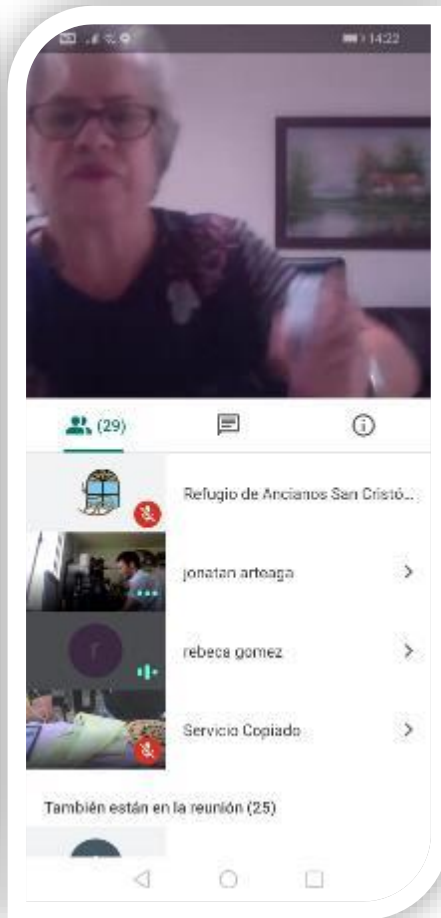 14:22
(29)
Refugio de Ancianos San Cristó...
jonatan arteaga
r
rebeca gomez
Servicio Copiado
También están en la reunión (25)